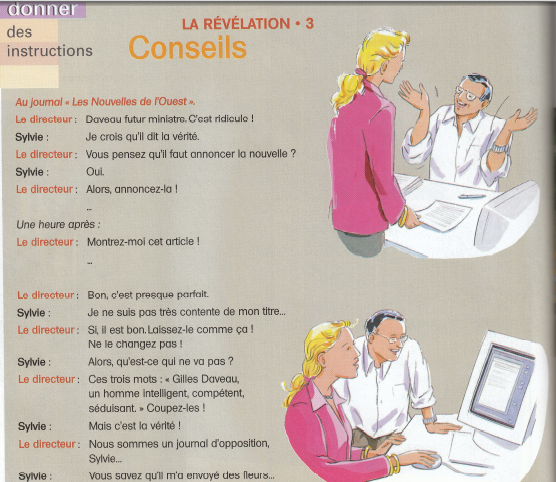 donner
des
instructions
LA RÉVÉLATION • 3
Conseils
Au journal « Les Nouvelles de l'Ouest ».
Le directeur : Daveau futur ministre. C'est ridicule !
Sylvie : Je crois qu'il dit la vérité.
Le directeur : Vous pensez qu'il faut annoncer la nouvelle ?
Sylvie : Oui.
Le directeur : Alors, annoncez-la !
...
Une heure après :
Le directeur : Montrez-moi cet article !
...
Le directeur : Bon, c'est presque parfait.
Sylvie : Je ne suis pas très contente de mon titre...
Le directeur : Si, il est bon. Laissez-le comme ça !
Ne le changez pas !
Sylvie : Alors, qu'est-ce qui ne va pas ?
Le directeur : Ces trois mots : « Gilles Daveau,
un homme intelligent, compétent,
séduisant. » Coupez-les !
Sylvie : Mais c'est la vérité !
Le directeur : Nous sommes un journal d'opposition,
Sylvie...
Sylvie : Vous savez qu'il m'a envoyé des fleurs...